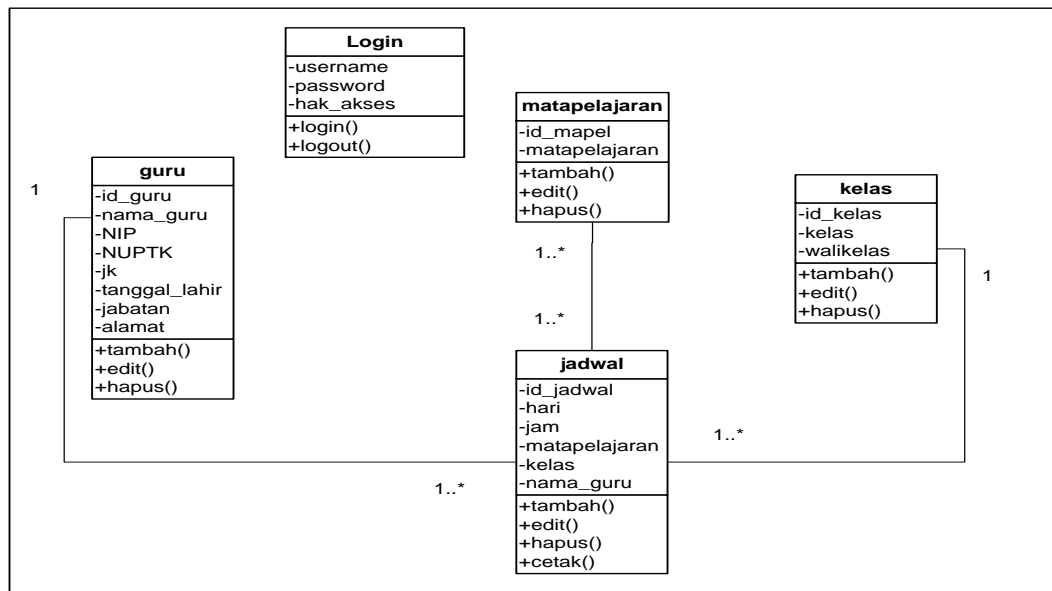 Login
-username
-password
-hak_akses
+login()
+logout()
matapelajaran
-id_mapel
-matapelajaran
+tambah()
+edit()
+hapus()
guru
-id_guru
-nama_guru
-NIP
-NUPTK
-jk
-tanggal_lahir
-jabatan
-alamat
+tambah()
+edit()
+hapus()
1
kelas
-id_kelas
-kelas
-walikelas
+tambah()
+edit()
+hapus()
1
1..*
1..*
jadwal
-id_jadwal
-hari
-jam
-matapelajaran
-kelas
-nama_guru
+tambah()
+edit()
+hapus()
+cetak()
1..*
1..*